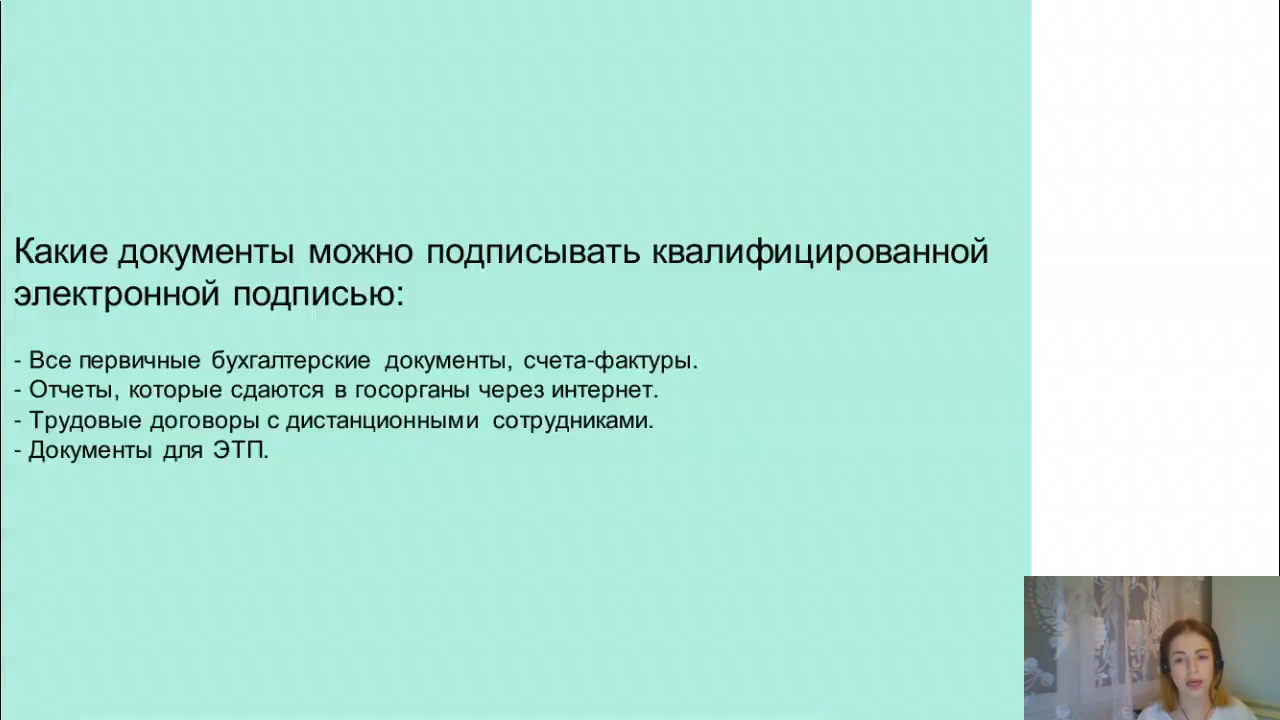 Какие документы можно подписывать квалифицированной
электронной подписью:
- Все первичные бухгалтерские документы, счета-фактуры.
- Отчеты, которые сдаются в госорганы через интернет.
- Трудовые договоры с дистанционными сотрудниками.
- Документы для ЭТП.